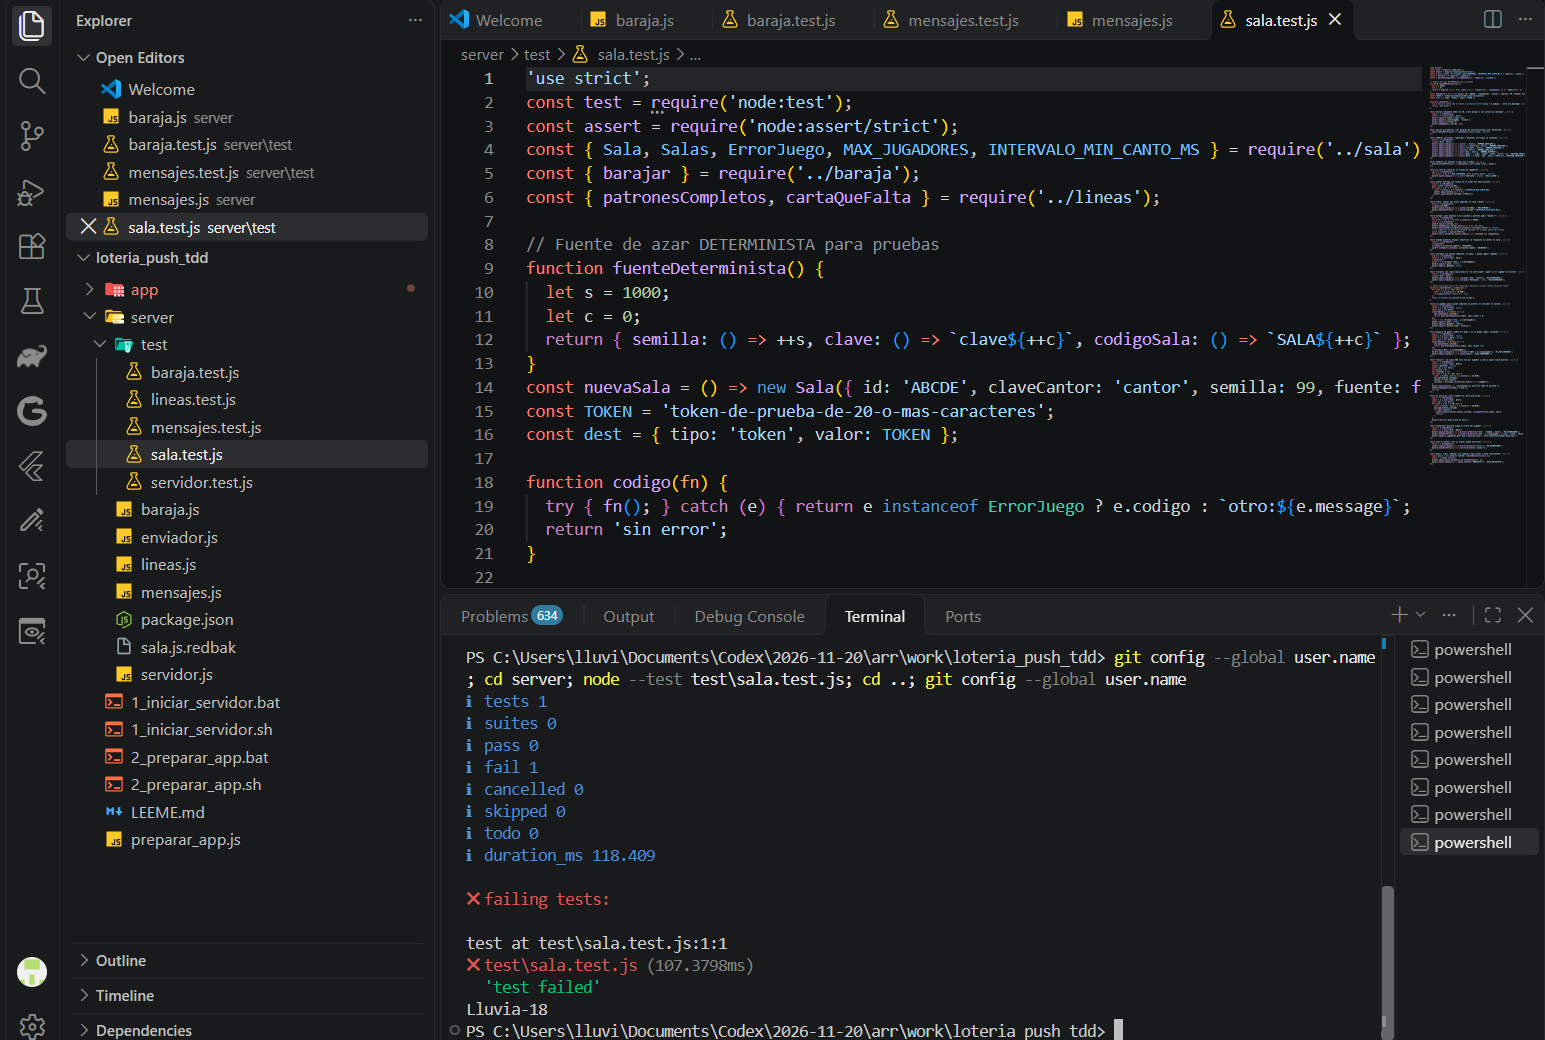 Explorer
Open Editors
Welcome
baraja.js server
baraja.test.js server\test
mensajes.test.js server\test
mensajes.js server
sala.test.js server\test
loteria_push_tdd
app
server
test
baraja.test.js
lineas.test.js
mensajes.test.js
sala.test.js
servidor.test.js
baraja.js
enviador.js
lineas.js
mensajes.js
package.json
sala.js.redbak
servidor.js
1_iniciar_servidor.bat
1_iniciar_servidor.sh
2_preparar_app.bat
2_preparar_app.sh
LEEME.md
preparar_app.js
Outline
Timeline
Dependencies
Welcome
baraja.js
baraja.test.js
mensajes.test.js
mensajes.js
sala.test.js
server > test > sala.test.js > ...
1 'use strict';
2 const test = require('node:test');
3 const assert = require('node:assert/strict');
4 const { Sala, Salas, ErrorJuego, MAX_JUGADORES, INTERVALO_MIN_CANTO_MS } = require('../sala')
5 const { barajar } = require('../baraja');
6 const { patronesCompletos, cartaQueFalta } = require('../lineas');
7
8 // Fuente de azar DETERMINISTA para pruebas
9 function fuenteDeterminista() {
10 let s = 1000;
11 let c = 0;
12 return { semilla: () => ++s, clave: () => `clave${++c}`, codigoSala: () => `SALA${++c}` };
13 }
14 const nuevaSala = () => new Sala({ id: 'ABCDE', claveCantor: 'cantor', semilla: 99, fuente: f
15 const TOKEN = 'token-de-prueba-de-20-o-mas-caracteres';
16 const dest = { tipo: 'token', valor: TOKEN };
17
18 function codigo(fn) {
19 try { fn(); } catch (e) { return e instanceof ErrorJuego ? e.codigo : `otro:${e.message}`;
20 return 'sin error';
21 }
22
Problems 634
Output
Debug Console
Terminal
Ports
PS C:\Users\lluvi\Documents\Codex\2026-11-20\arr\work\loteria_push_tdd> git config --global user.name
; cd server; node --test test\sala.test.js; cd ..; git config --global user.name
ℹ tests 1
ℹ suites 0
ℹ pass 0
ℹ fail 1
ℹ cancelled 0
ℹ skipped 0
ℹ todo 0
ℹ duration_ms 118.409
✖ failing tests:
test at test\sala.test.js:1:1
✖ test\sala.test.js (107.3798ms)
'test failed'
Lluvia-18
PS C:\Users\lluvi\Documents\Codex\2026-11-20\arr\work\loteria_push_tdd>
powershell
powershell
powershell
powershell
powershell
powershell
powershell
powershell